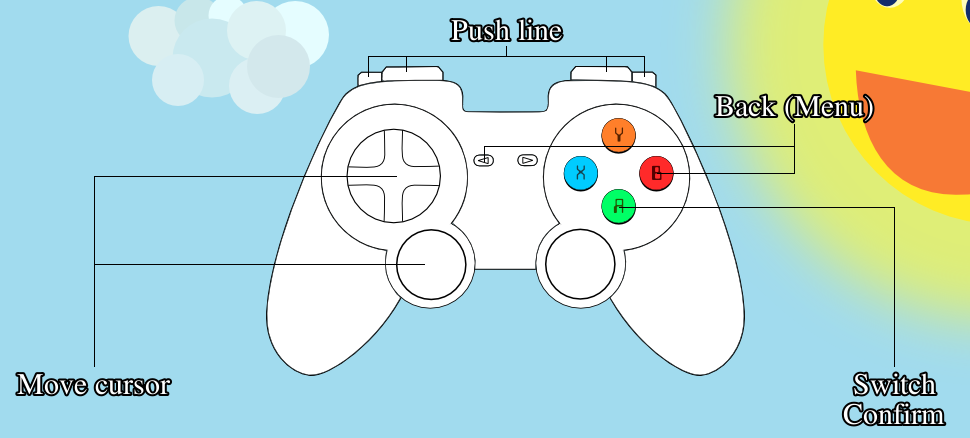 Push line
Back (Menu)
Y
X
B
A
Move cursor
Switch
Confirm